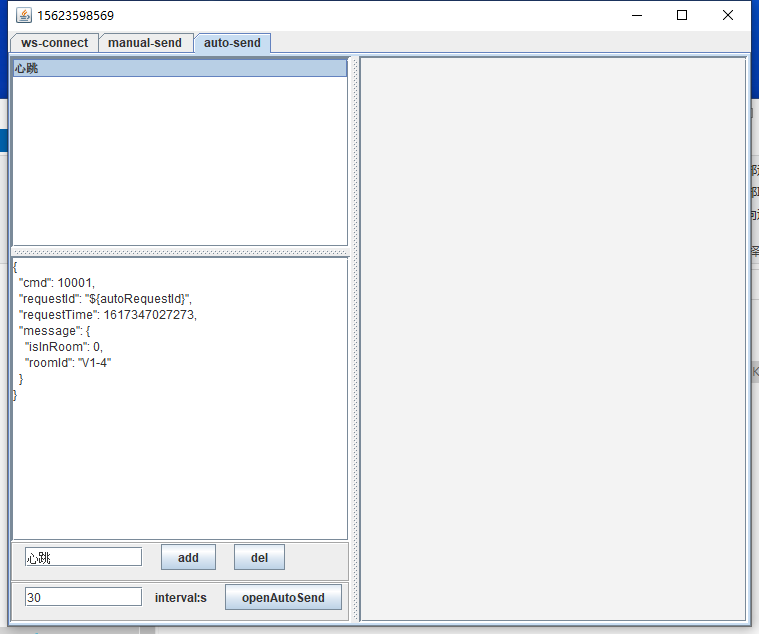 15623598569
ws-connect manual-send auto-send
心跳
{
"cmd": 10001,
"requestId": "${autoRequestId}",
"requestTime": 1617347027273,
"message": {
"isInRoom": 0,
"roomId": "V1-4"
}
}
心跳 add del
30 interval:s openAutoSend